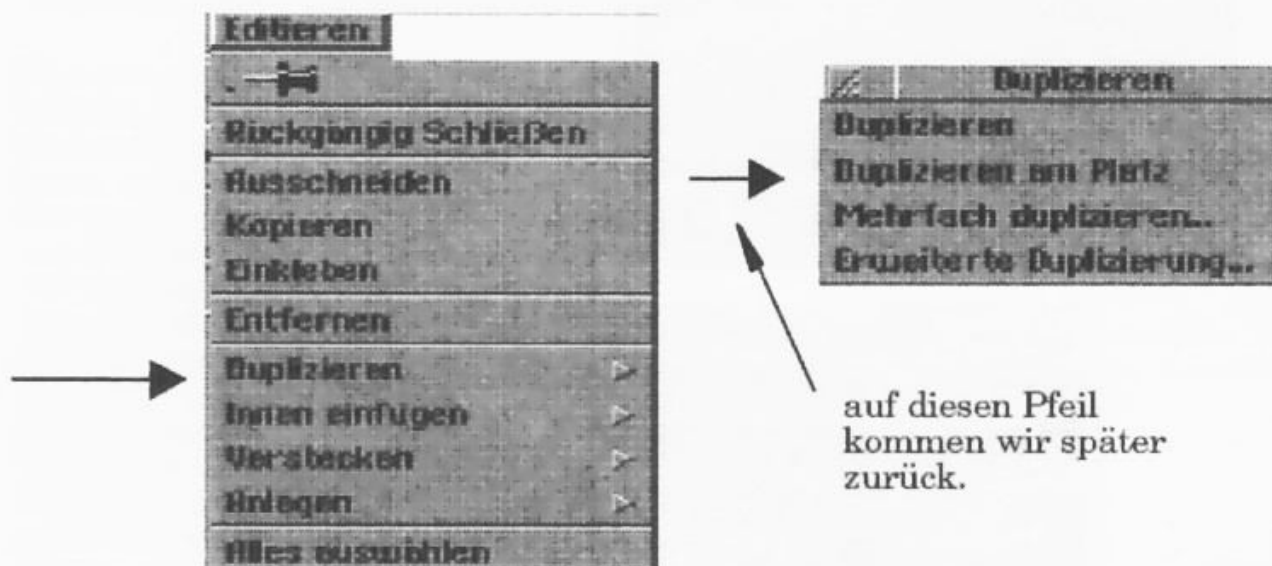 Editieren
Rückgängig Schließen
Ausschneiden
Kopieren
Einkleben
Entfernen
Duplizieren
Innen einfügen
Verstecken
Anlegen
Alles auswählen
Duplizieren
Duplizieren
Duplizieren am Platz
Mehrfach duplizieren...
Erweiterte Duplizierung...
auf diesen Pfeil
kommen wir später
zurück.